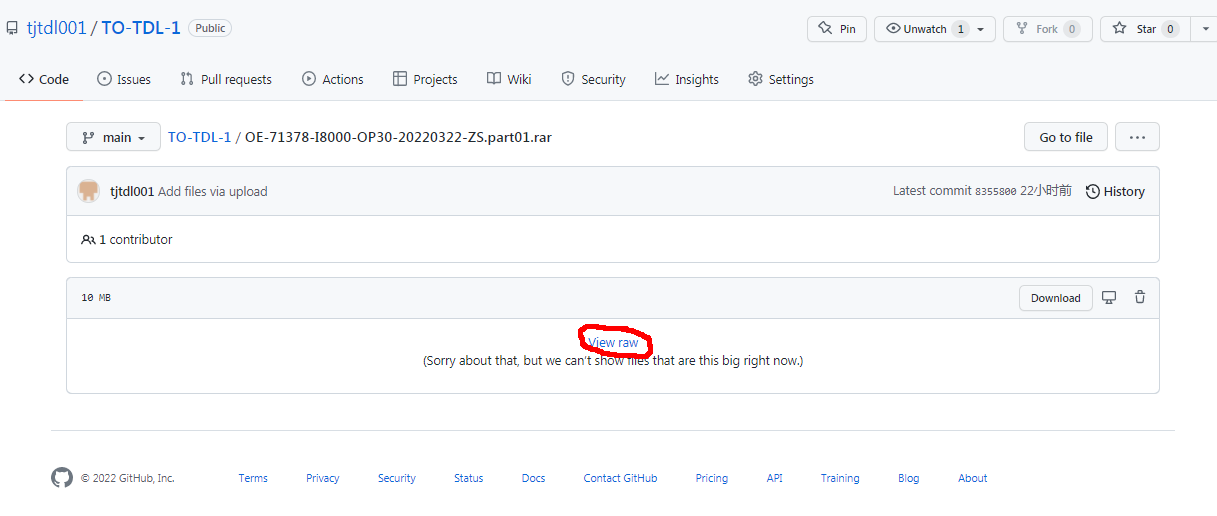 tjtdl001 / TO-TDL-1 Public Pin Unwatch 1 Fork 0 Star 0
Code Issues Pull requests Actions Projects Wiki Security Insights Settings
main TO-TDL-1 / OE-71378-I8000-OP30-20220322-ZS.part01.rar Go to file ...
tjtdl001 Add files via upload Latest commit 8355800 22小时前 History
1 contributor
10 MB Download
View raw
(Sorry about that, but we can't show files that are this big right now.)
© 2022 GitHub, Inc. Terms Privacy Security Status Docs Contact GitHub Pricing API Training Blog About